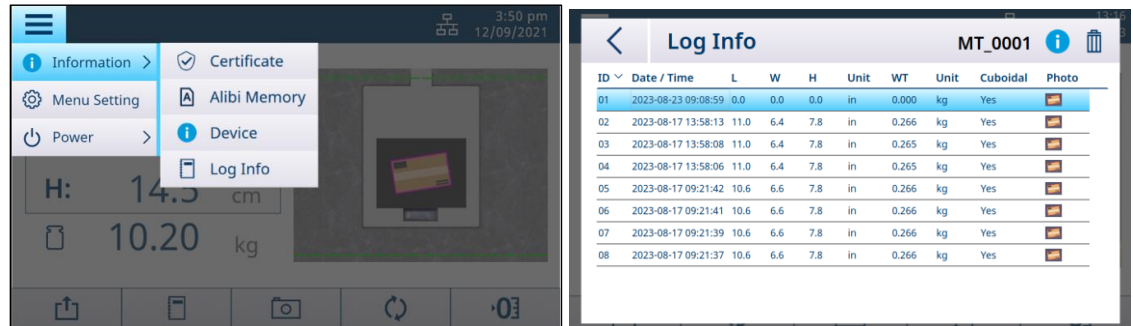 3:50 pm
12/09/2021
Information
Menu Setting
Power
Certificate
Alibi Memory
Device
Log Info
H: 14.5 cm
10.20 kg
13:16
Log Info MT_0001
ID Date / Time L W H Unit WT Unit Cuboidal Photo
01 2023-08-23 09:08:59 0.0 0.0 0.0 in 0.000 kg Yes
02 2023-08-17 13:58:13 11.0 6.4 7.8 in 0.266 kg Yes
03 2023-08-17 13:58:08 11.0 6.4 7.8 in 0.265 kg Yes
04 2023-08-17 13:58:06 11.0 6.4 7.8 in 0.265 kg Yes
05 2023-08-17 09:21:42 10.6 6.6 7.8 in 0.266 kg Yes
06 2023-08-17 09:21:41 10.6 6.6 7.8 in 0.266 kg Yes
07 2023-08-17 09:21:39 10.6 6.6 7.8 in 0.266 kg Yes
08 2023-08-17 09:21:37 10.6 6.6 7.8 in 0.266 kg Yes